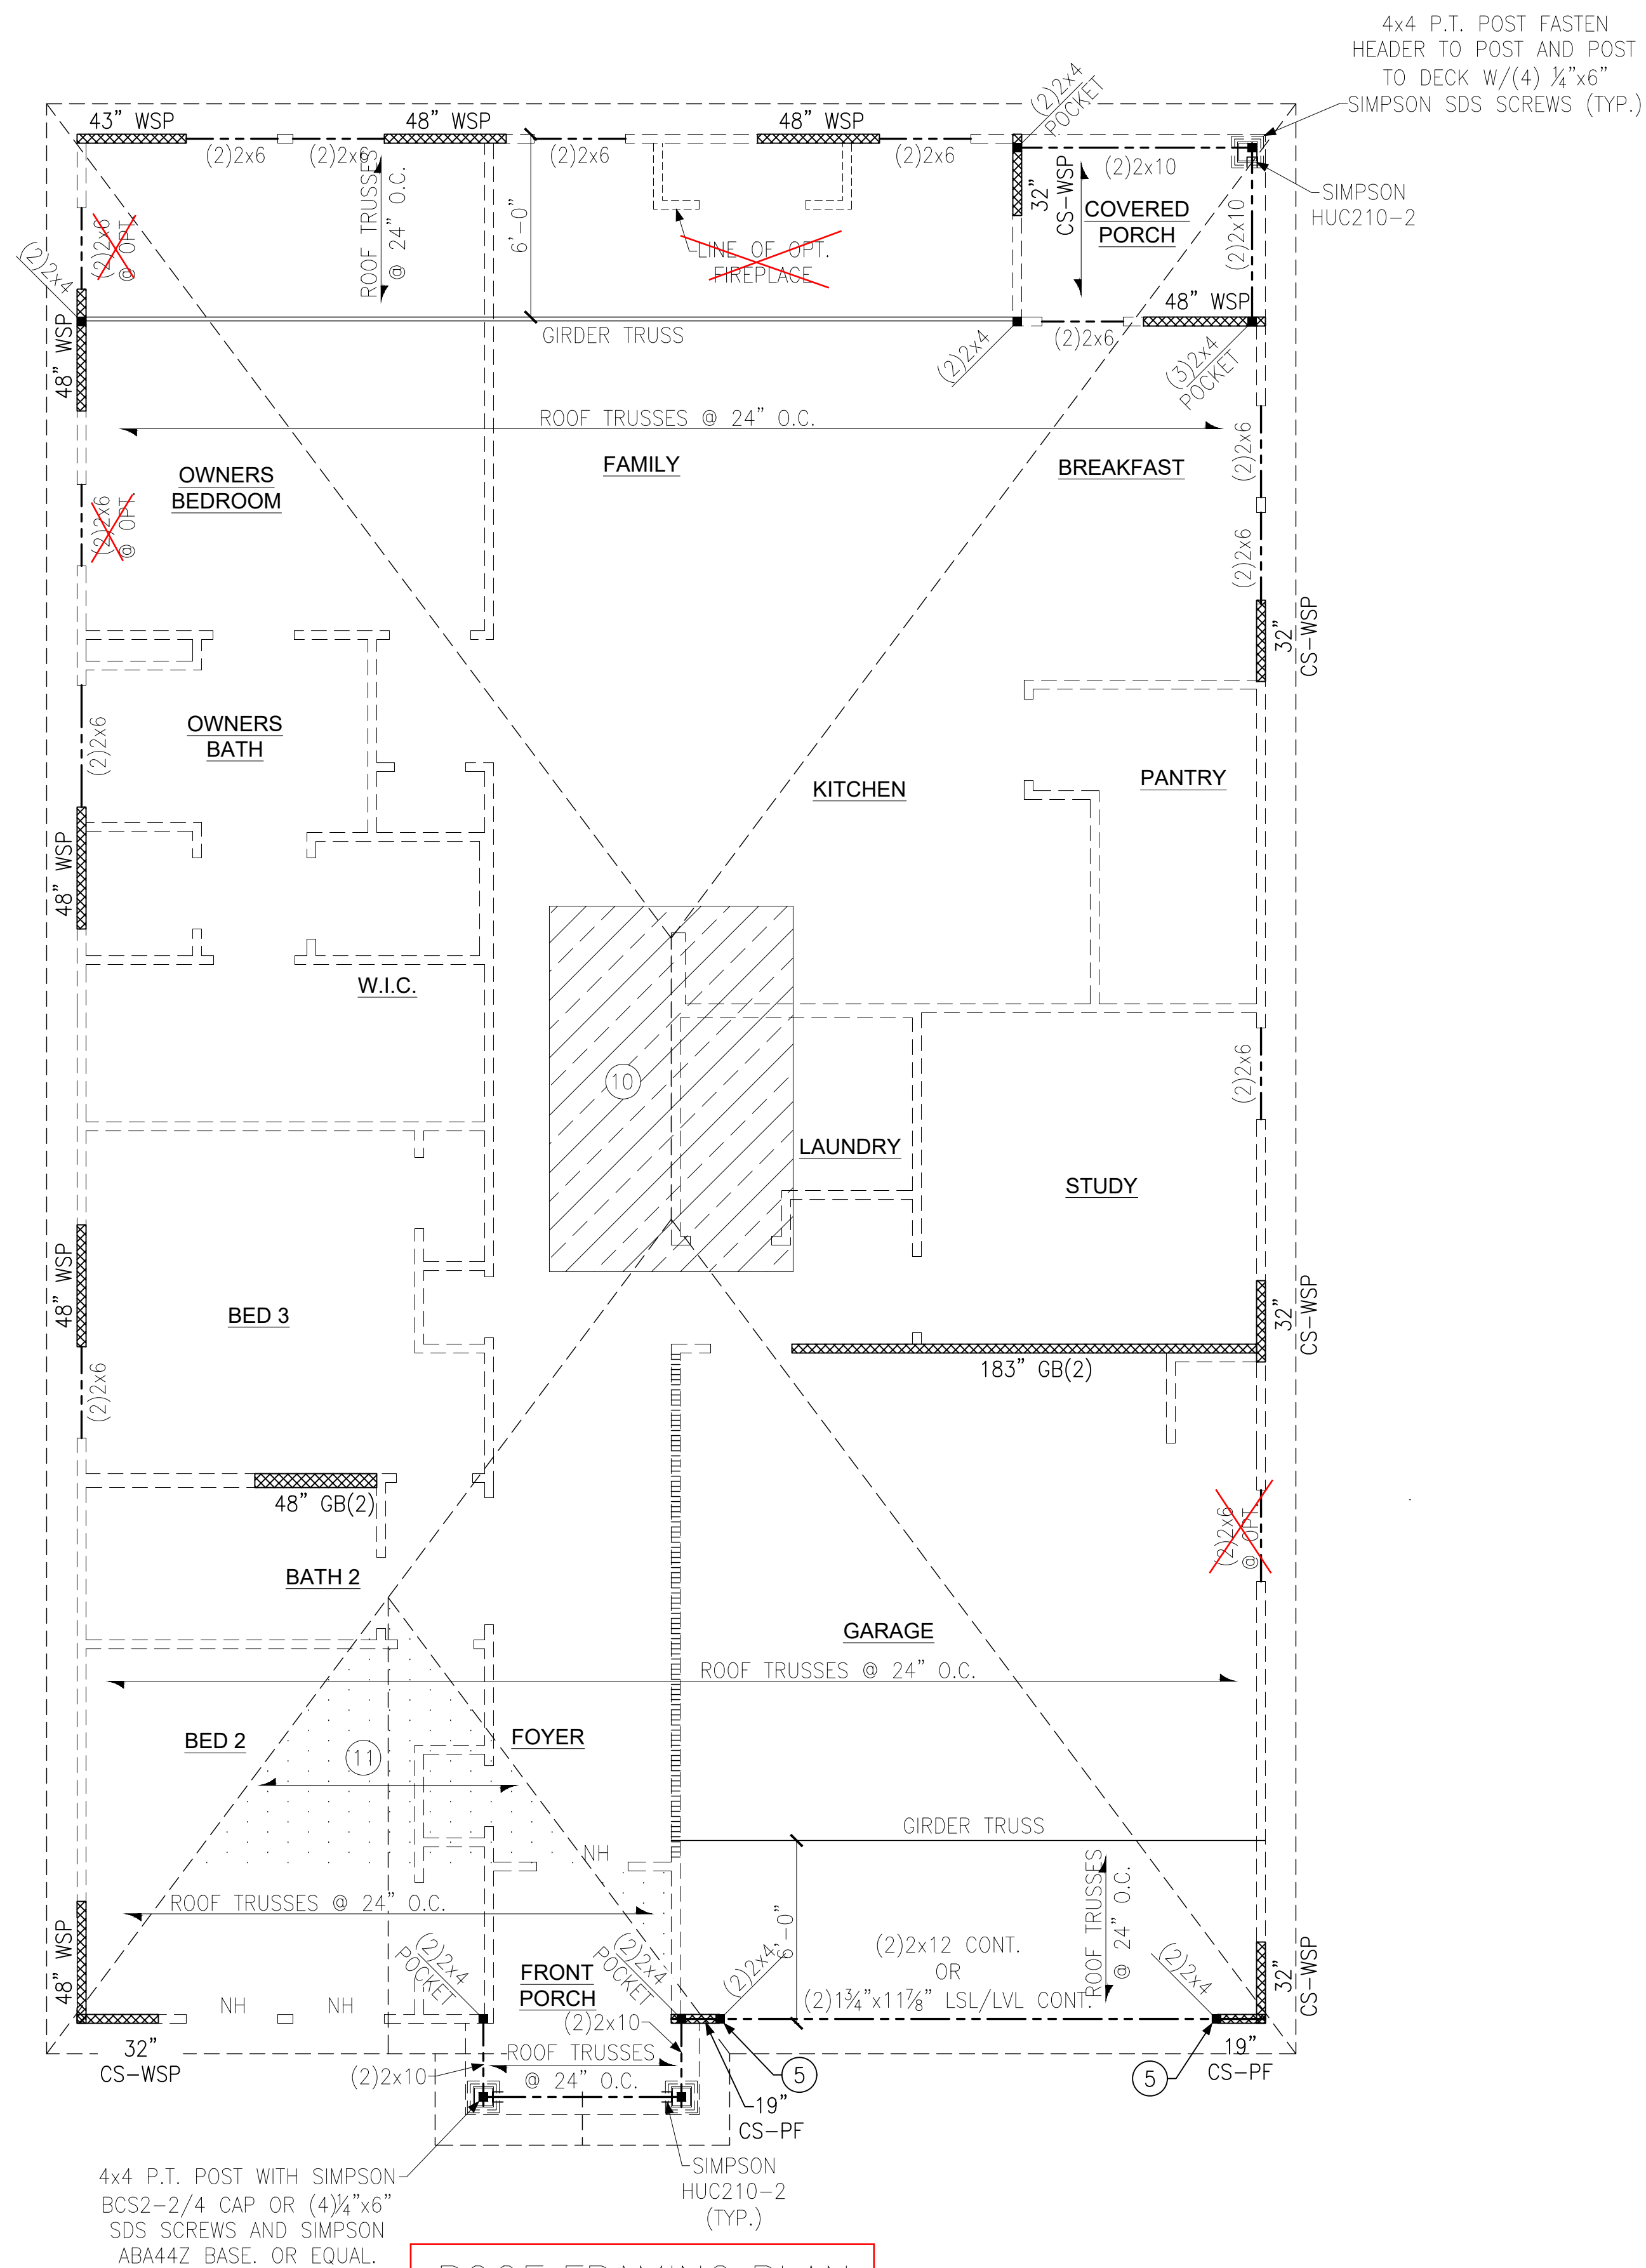 4x4 P.T. POST FASTEN
HEADER TO POST AND POST
TO DECK W/(4) ¼"x6"
SIMPSON SDS SCREWS (TYP.)
43" WSP
48" WSP
48" WSP
(2)2x4
POCKET
(2)2x6
(2)2x6
(2)2x6
(2)2x6
(2)2x10
SIMPSON
HUC210-2
ROOF TRUSSES
@ 24" O.C.
6'-0"
32"
CS-WSP
COVERED
PORCH
(2)2x10
(2)2x6
@ OPT
LINE OF OPT.
FIREPLACE
(2)2x4
48" WSP
48" WSP
GIRDER TRUSS
(2)2x4
(2)2x6
(3)2x4
POCKET
ROOF TRUSSES @ 24" O.C.
OWNERS
BEDROOM
FAMILY
BREAKFAST
(2)2x6
(2)2x6
@ OPT
(2)2x6
32"
CS-WSP
OWNERS
BATH
(2)2x6
KITCHEN
PANTRY
48" WSP
W.I.C.
10
(2)2x6
LAUNDRY
STUDY
48" WSP
BED 3
32"
CS-WSP
183" GB(2)
(2)2x6
48" GB(2)
(2)2x6
@ OPT.
BATH 2
GARAGE
ROOF TRUSSES @ 24" O.C.
BED 2
FOYER
11
GIRDER TRUSS
NH
ROOF TRUSSES @ 24" O.C.
ROOF TRUSSES
@ 24" O.C.
6'-0"
48" WSP
(2)2x4
POCKET
(2)2x4
POCKET
(2)2x4
(2)2x12 CONT.
OR
(2)1¾"x11⅞" LSL/LVL CONT.
(2)2x4
32"
CS-WSP
NH
NH
FRONT
PORCH
(2)2x10
32"
CS-WSP
ROOF TRUSSES
@ 24" O.C.
(2)2x10
5
5
19"
CS-PF
19"
CS-PF
4x4 P.T. POST WITH SIMPSON
BCS2-2/4 CAP OR (4)¼"x6"
SDS SCREWS AND SIMPSON
ABA44Z BASE. OR EQUAL.
SIMPSON
HUC210-2
(TYP.)
ROOF FRAMING PLAN